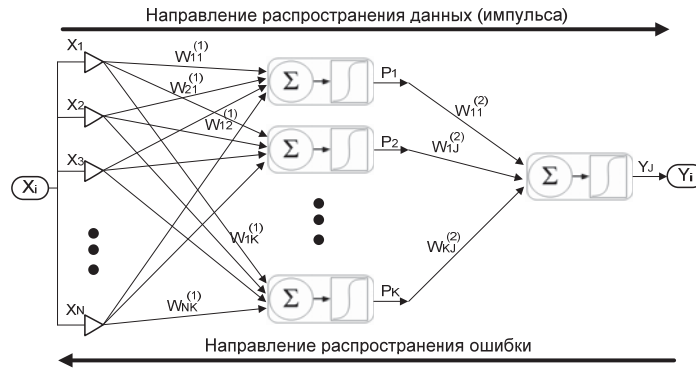 Направление распространения данных (импульса)
X1
W11(1)
P1
W21(1)
W11(2)
X2
W12(1)
P2
W1J(2)
X3
Xi
YJ
Yi
W1K(1)
WKJ(2)
XN
WNK(1)
PK
Σ
Σ
Σ
Σ
Направление распространения ошибки